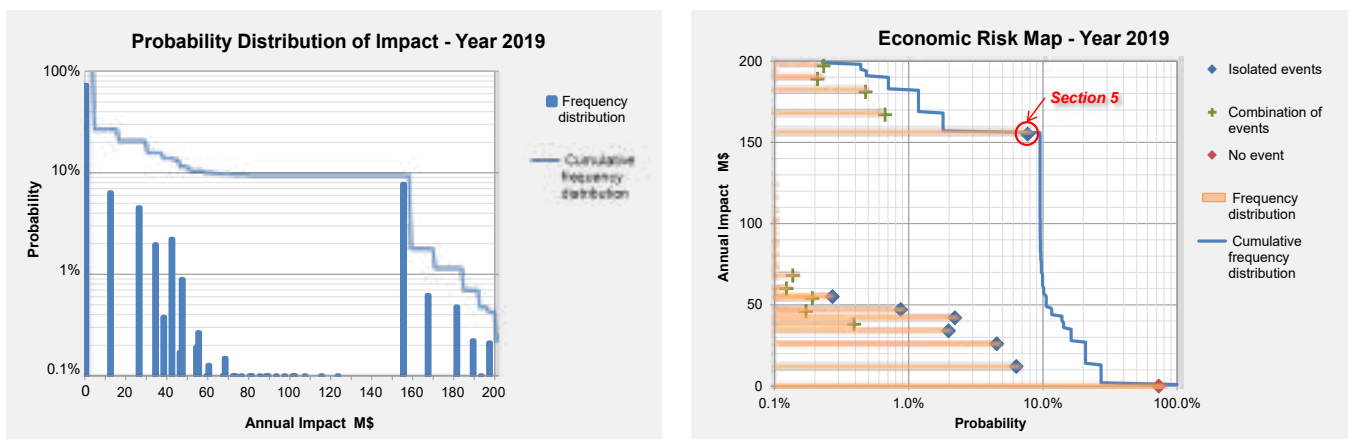 Probability Distribution of Impact - Year 2019
100%
10%
1%
0.1%
Probability
0 20 40 60 80 100 120 140 160 180 200
Annual Impact M$
Frequency
distribution
Cumulative
frequency
distribution
Economic Risk Map - Year 2019
200
150
100
50
0
Annual Impact M$
0.1% 1.0% 10.0% 100.0%
Probability
Section 5
Isolated events
Combination of
events
No event
Frequency
distribution
Cumulative
frequency
distribution